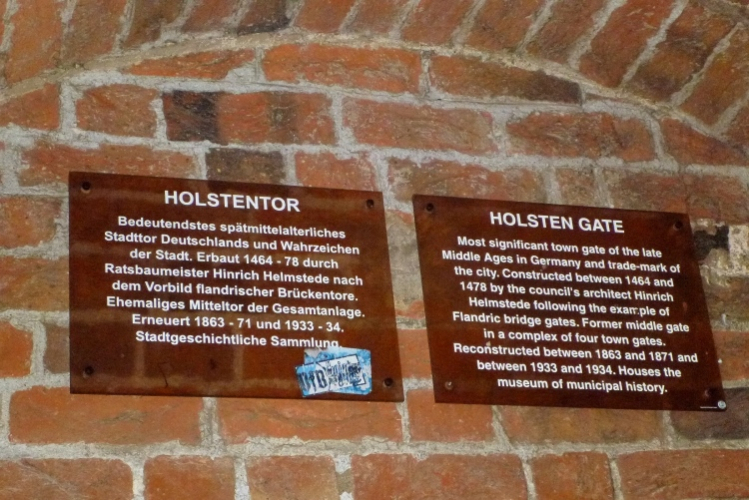 HOLSTENTOR
Bedeutendstes spätmittelalterliches
Stadttor Deutschlands und Wahrzeichen
der Stadt. Erbaut 1464 - 78 durch
Ratsbaumeister Hinrich Helmstede nach
dem Vorbild flandrischer Brückentore.
Ehemaliges Mitteltor der Gesamtanlage.
Erneuert 1863 - 71 und 1933 - 34.
Stadtgeschichtliche Sammlung.
HOLSTEN GATE
Most significant town gate of the late
Middle Ages in Germany and trade-mark of
the city. Constructed between 1464 and
1478 by the council's architect Hinrich
Helmstede following the example of
Flandric bridge gates. Former middle gate
in a complex of four town gates.
Reconstructed between 1863 and 1871 and
between 1933 and 1934. Houses the
museum of municipal history.